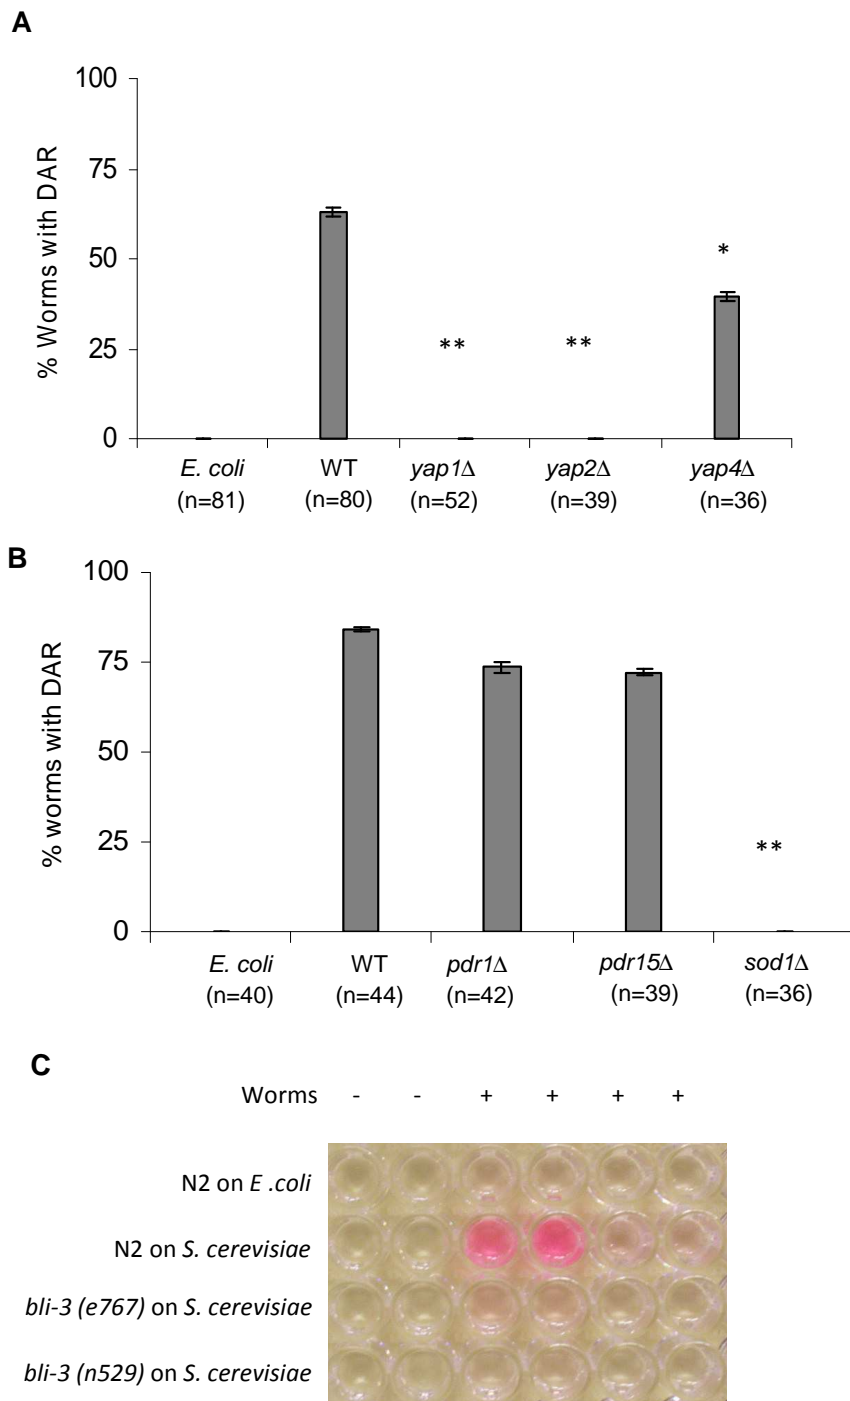 A
100
75
50
25
0
% Worms with DAR
**
**
*
E. coli WT yap1Δ yap2Δ yap4Δ
(n=81) (n=80) (n=52) (n=39) (n=36)
B
100
75
50
25
0
% worms with DAR
**
E. coli WT pdr1Δ pdr15Δ sod1Δ
(n=40) (n=44) (n=42) (n=39) (n=36)
C
Worms - - + + + +
N2 on E .coli
N2 on S. cerevisiae
bli-3 (e767) on S. cerevisiae
bli-3 (n529) on S. cerevisiae